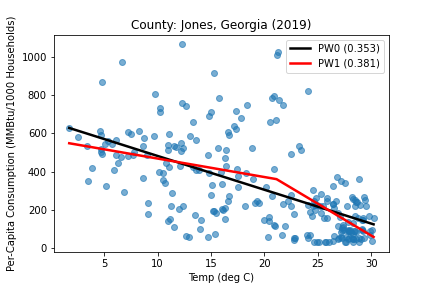 County: Jones, Georgia (2019)
Per-Capita Consumption (MMBtu/1000 Households)
1000
800
600
400
200
0
PW0 (0.353)
PW1 (0.381)
5 10 15 20 25 30
Temp (deg C)